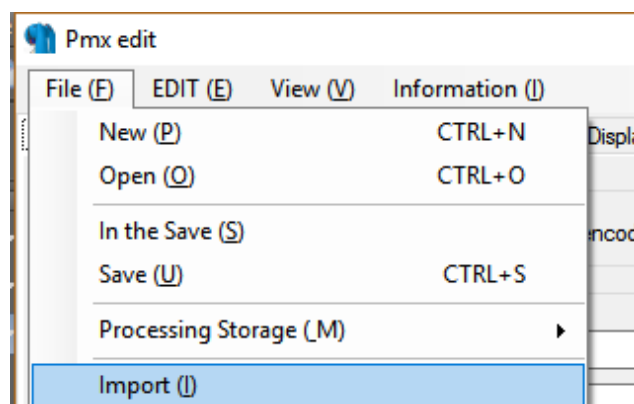 Pmx edit
File (F) EDIT (E) View (V) Information (I)
New (P) CTRL+N
Open (O) CTRL+O
In the Save (S)
Save (U) CTRL+S
Processing Storage (_M)
Import (I)